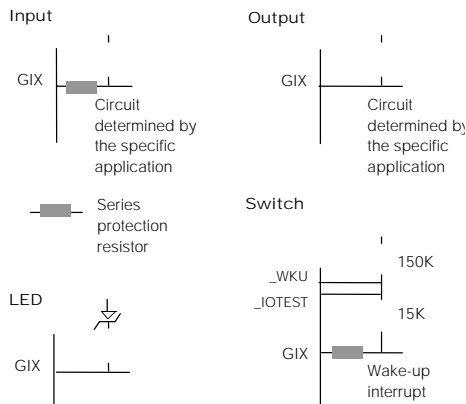 Input
GIX
Circuit
determined by
the specific
application
Series
protection
resistor
LED
GIX
Output
GIX
Circuit
determined by
the specific
application
Switch
_WKU
_IOTEST
150K
15K
GIX
Wake-up
interrupt